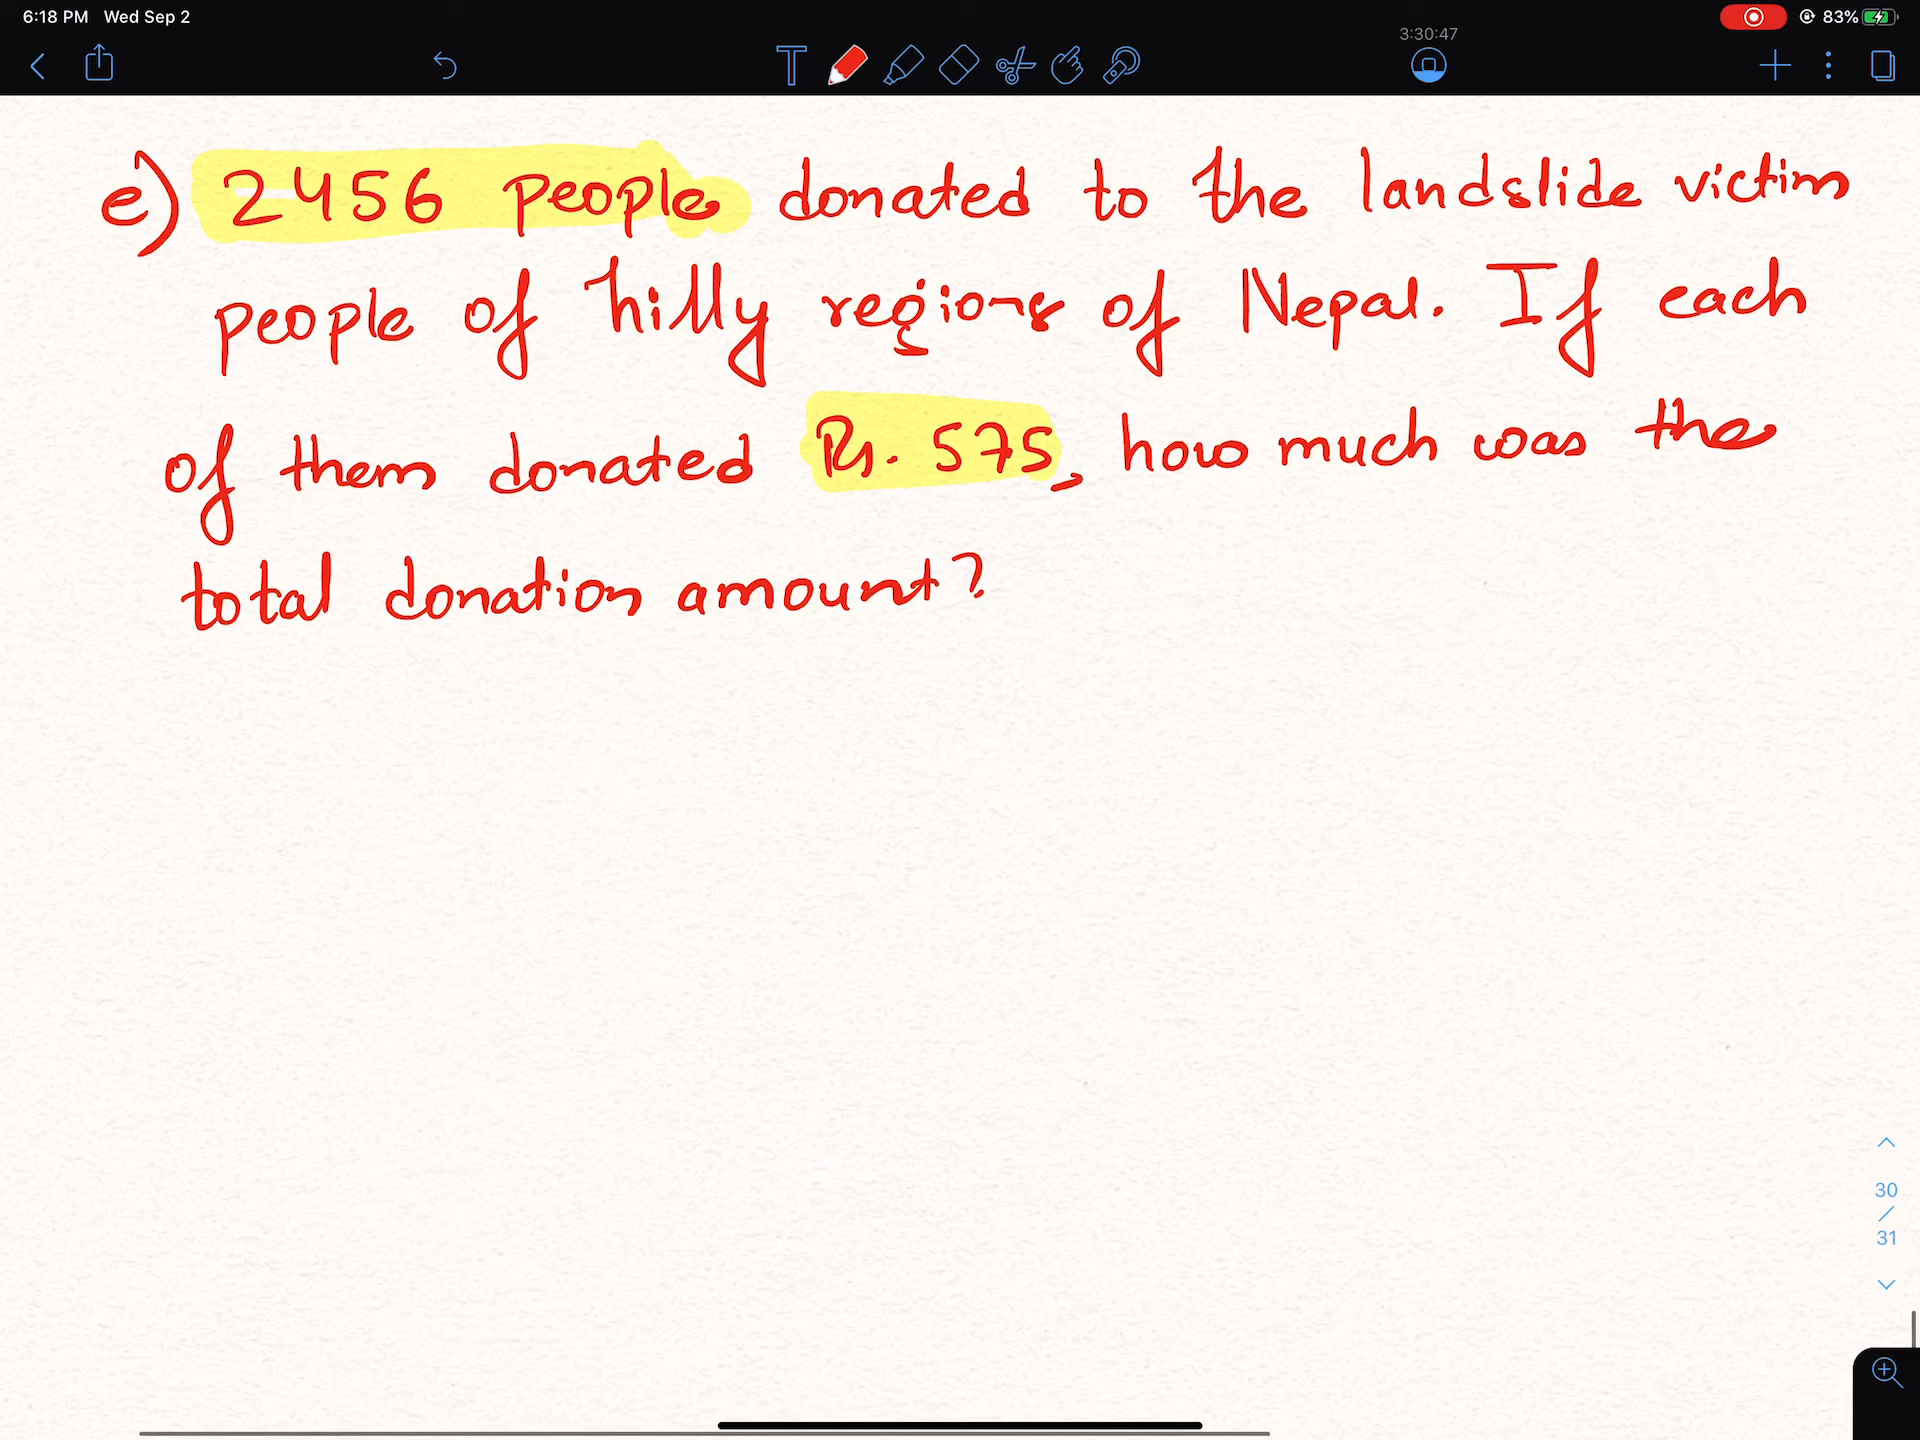 6:18 PM Wed Sep 2
83%
3:30:47
e) 2456 people donated to the landslide victim
people of hilly regions of Nepal. If each
of them donated Rs. 575, how much was the
total donation amount?
30
/
31